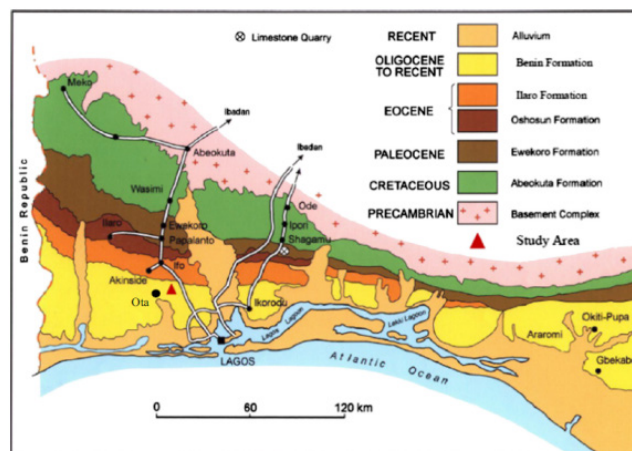 Limestone Quarry
RECENT
Alluvium
OLIGOCENE
TO RECENT
Benin Formation
EOCENE
Ilaro Formation
Oshosun Formation
PALEOCENE
Ewekoro Formation
CRETACEOUS
Abeokuta Formation
PRECAMBRIAN
Basement Complex
Study Area
Meko
Ibadan
Abeokuta
Ibadan
Wasimi
Ode
Ipori
Ilaro
Ewekoro
Papalanto
Shagamu
Ifo
Akinside
Ota
Ikorodu
Benin Republic
Lagos Lagoon
Lekki Lagoon
Okiti-Pupa
Araromi
Gbekabo
LAGOS
Atlantic Ocean
0 60 120 km